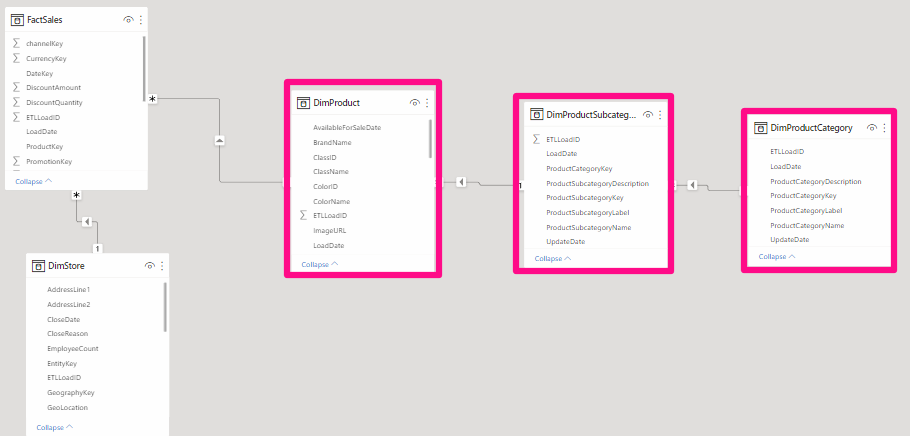 FactSales
channelKey
CurrencyKey
DateKey
DiscountAmount
DiscountQuantity
ETLLoadID
LoadDate
ProductKey
PromotionKey
Collapse
*
*
1
DimStore
AddressLine1
AddressLine2
CloseDate
CloseReason
EmployeeCount
EntityKey
ETLLoadID
GeographyKey
GeoLocation
Collapse
DimProduct
AvailableForSaleDate
BrandName
ClassID
ClassName
ColorID
ColorName
ETLLoadID
ImageURL
LoadDate
Collapse
1
DimProductSubcateg...
ETLLoadID
LoadDate
ProductCategoryKey
ProductSubcategoryDescription
ProductSubcategoryKey
ProductSubcategoryLabel
ProductSubcategoryName
UpdateDate
Collapse
DimProductCategory
ETLLoadID
LoadDate
ProductCategoryDescription
ProductCategoryKey
ProductCategoryLabel
ProductCategoryName
UpdateDate
Collapse